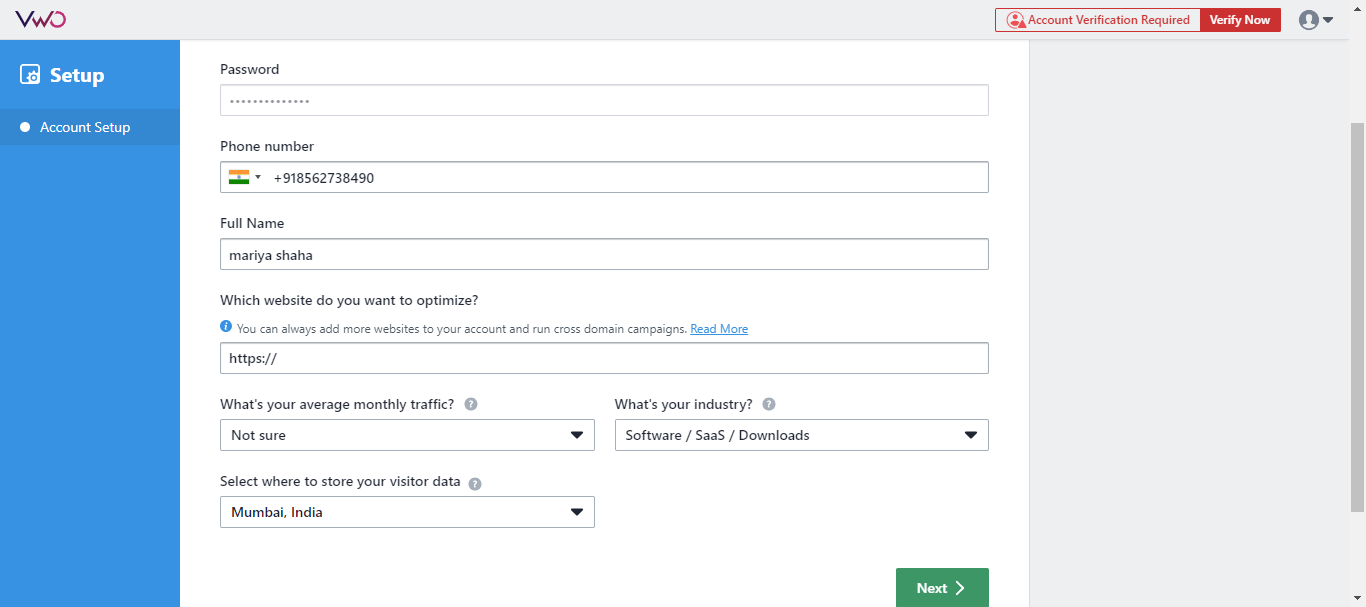 VWO
Account Verification Required Verify Now
Setup
Account Setup
Password
••••••••••••••
Phone number
+918562738490
Full Name
mariya shaha
Which website do you want to optimize?
You can always add more websites to your account and run cross domain campaigns. Read More
https://
What's your average monthly traffic? ? What's your industry? ?
Not sure Software / SaaS / Downloads
Select where to store your visitor data ?
Mumbai, India
Next